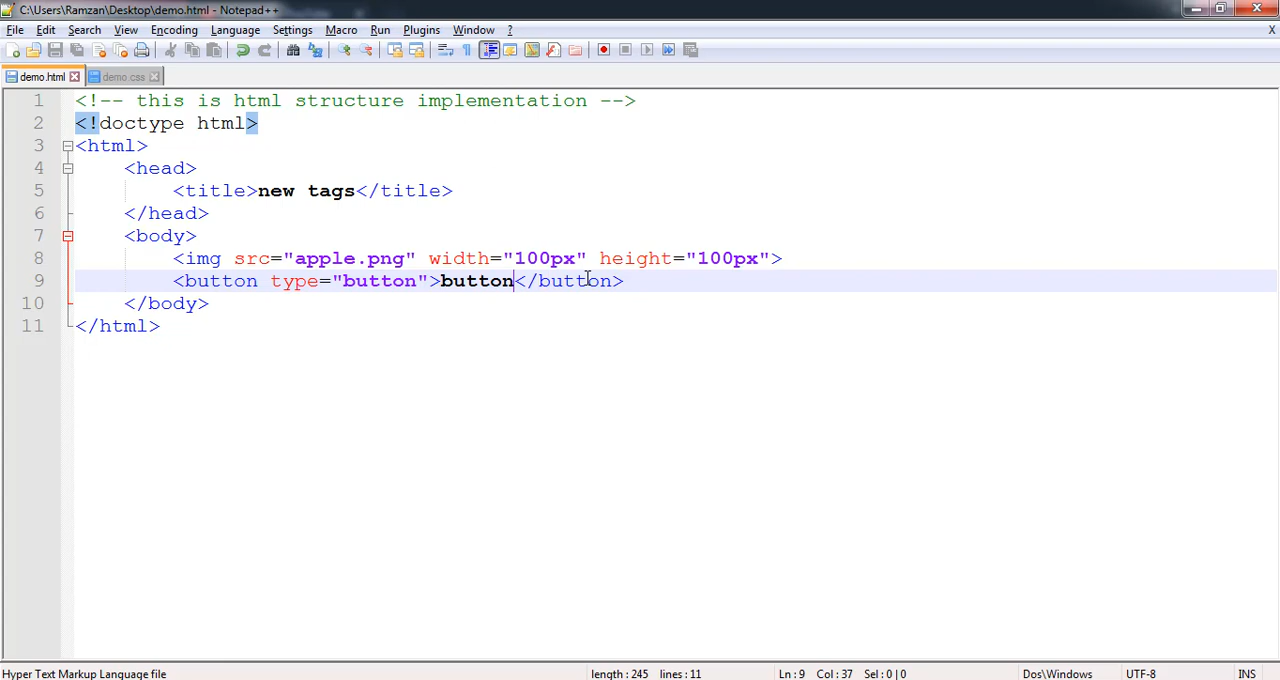 C:\Users\Ramzan\Desktop\demo.html - Notepad++
File Edit Search View Encoding Language Settings Macro Run Plugins Window ? X
demo.html demo.css
1 <!-- this is html structure implementation -->
2 <!doctype html>
3 <html>
4 <head>
5 <title>new tags</title>
6 </head>
7 <body>
8 <img src="apple.png" width="100px" height="100px">
9 <button type="button">button</button>
10 </body>
11 </html>
Hyper Text Markup Language file length : 245 lines : 11 Ln : 9 Col : 37 Sel : 0 | 0 Dos\Windows UTF-8 INS